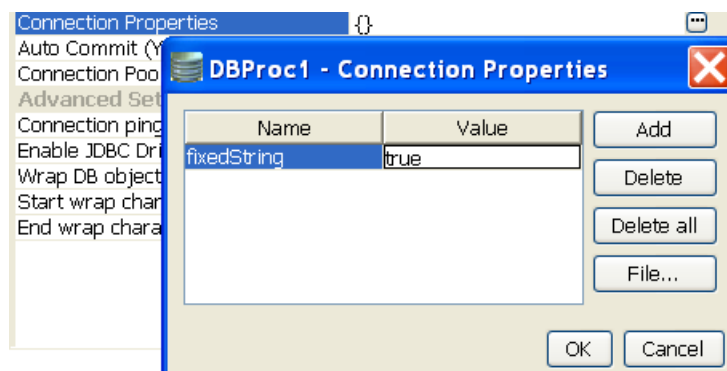 Connection Properties {}
Auto Commit (Y
Connection Poo
DBProc1 - Connection Properties
Advanced Set
Connection ping
Name Value Add
Enable JDBC Dri
fixedString true
Wrap DB object
Delete
Start wrap char
End wrap chara
Delete all
File...
OK Cancel